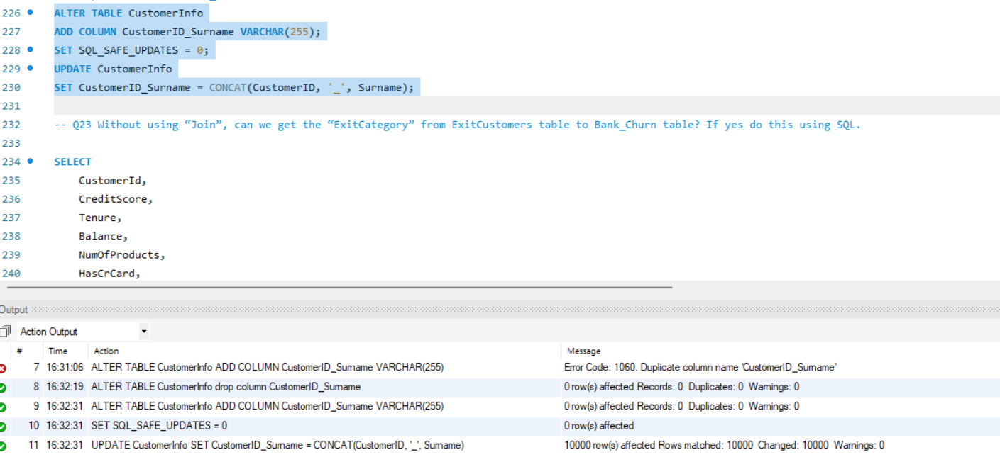 226 ALTER TABLE CustomerInfo
227 ADD COLUMN CustomerID_Surname VARCHAR(255);
228 SET SQL_SAFE_UPDATES = 0;
229 UPDATE CustomerInfo
230 SET CustomerID_Surname = CONCAT(CustomerID, '_', Surname);
231
232 -- Q23 Without using “Join”, can we get the “ExitCategory” from ExitCustomers table to Bank_Churn table? If yes do this using SQL.
233
234 SELECT
235 CustomerId,
236 CreditScore,
237 Tenure,
238 Balance,
239 NumOfProducts,
240 HasCrCard,
Output
Action Output
# Time Action Message
7 16:31:06 ALTER TABLE CustomerInfo ADD COLUMN CustomerID_Surname VARCHAR(255) Error Code: 1060. Duplicate column name 'CustomerID_Surname'
8 16:32:19 ALTER TABLE CustomerInfo drop column CustomerID_Surname 0 row(s) affected Records: 0 Duplicates: 0 Warnings: 0
9 16:32:31 ALTER TABLE CustomerInfo ADD COLUMN CustomerID_Surname VARCHAR(255) 0 row(s) affected Records: 0 Duplicates: 0 Warnings: 0
10 16:32:31 SET SQL_SAFE_UPDATES = 0 0 row(s) affected
11 16:32:31 UPDATE CustomerInfo SET CustomerID_Surname = CONCAT(CustomerID, '_', Surname) 10000 row(s) affected Rows matched: 10000 Changed: 10000 Warnings: 0